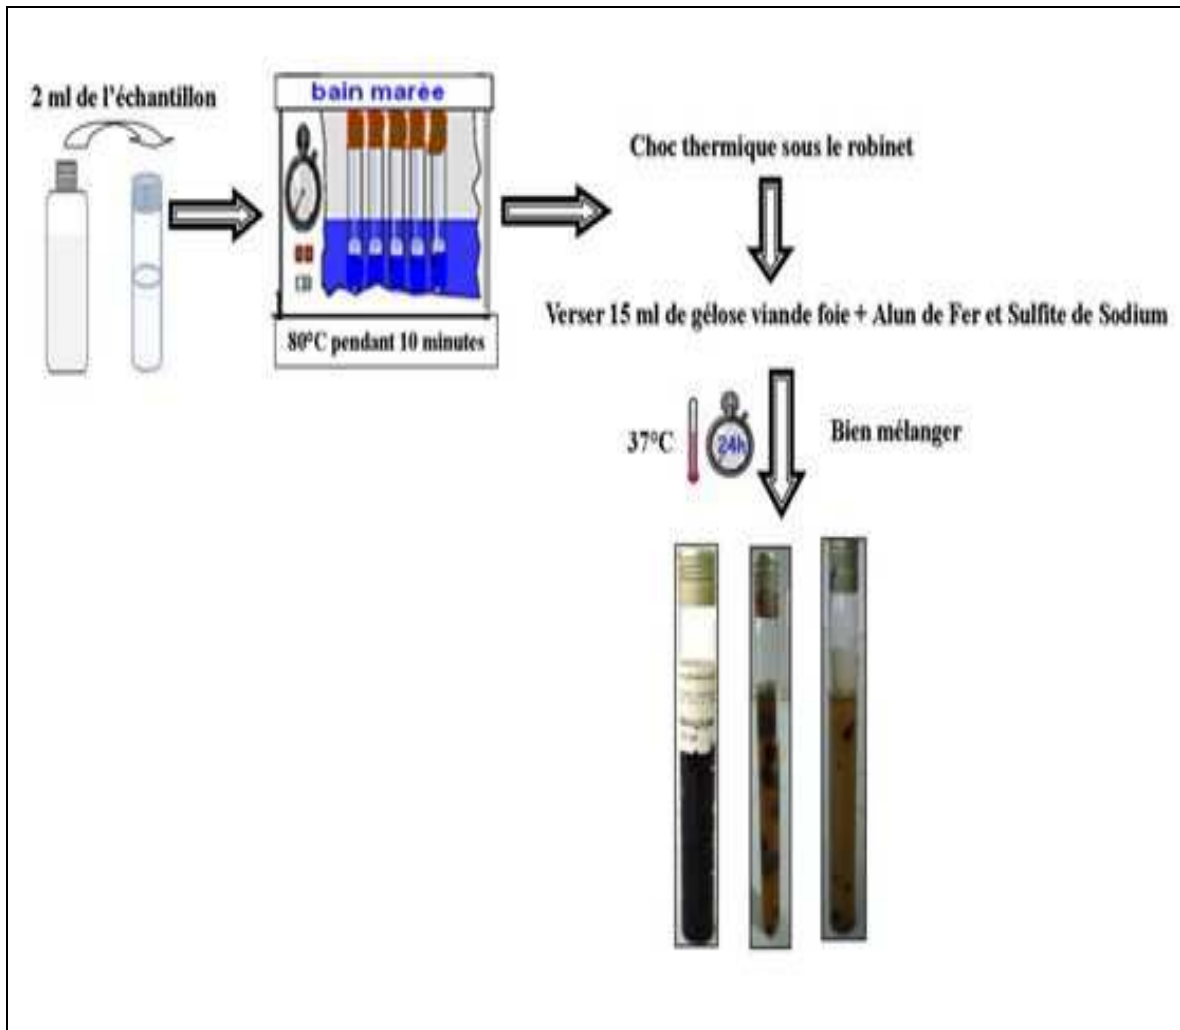 2 ml de l'échantillon
bain marée
80°C pendant 10 minutes
Choc thermique sous le robinet
Verser 15 ml de gélose viande foie + Alun de Fer et Sulfite de Sodium
37°C
24h
Bien mélanger